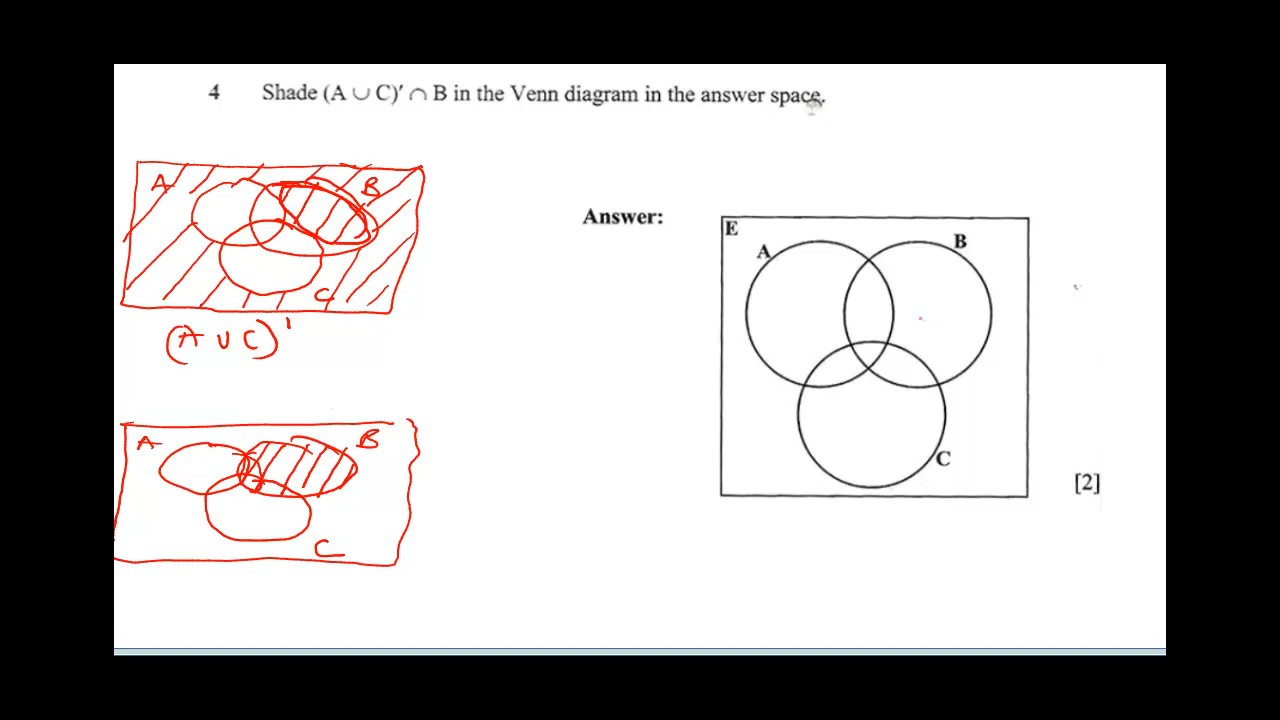 4 Shade (A ∪ C)′ ∩ B in the Venn diagram in the answer space.
A
B
C
(A ∪ C)'
Answer:
E
A
B
C
[2]
A
B
C